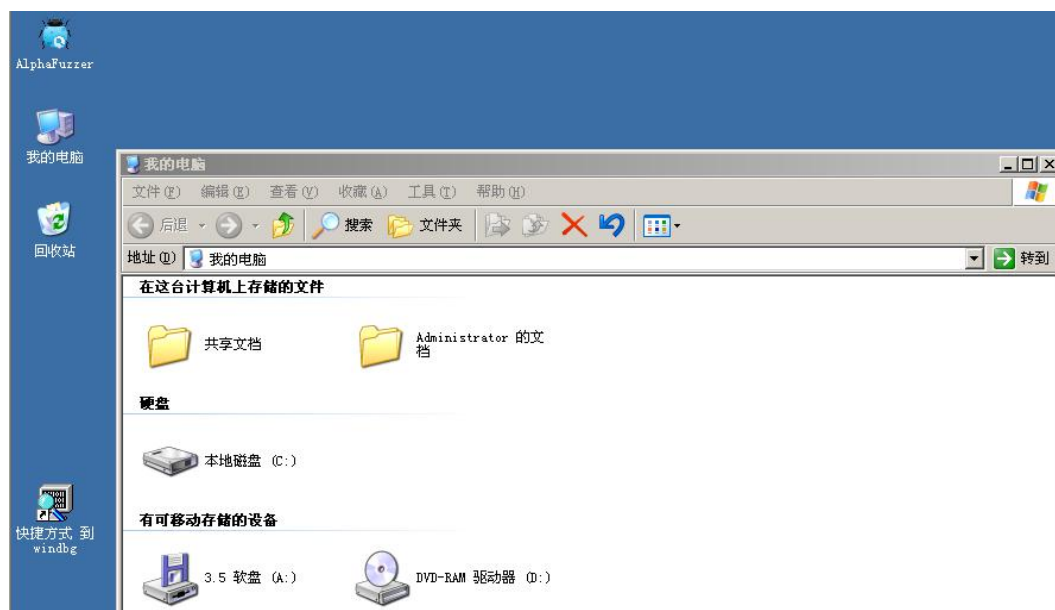 AlphaFuzzer
我的电脑
回收站
快捷方式 到
windbg
我的电脑
文件(F) 编辑(E) 查看(V) 收藏(A) 工具(T) 帮助(H)
后退 搜索 文件夹
地址(D) 我的电脑 转到
在这台计算机上存储的文件
共享文档
Administrator 的文
档
硬盘
本地磁盘 (C:)
有可移动存储的设备
3.5 软盘 (A:)
DVD-RAM 驱动器 (D:)